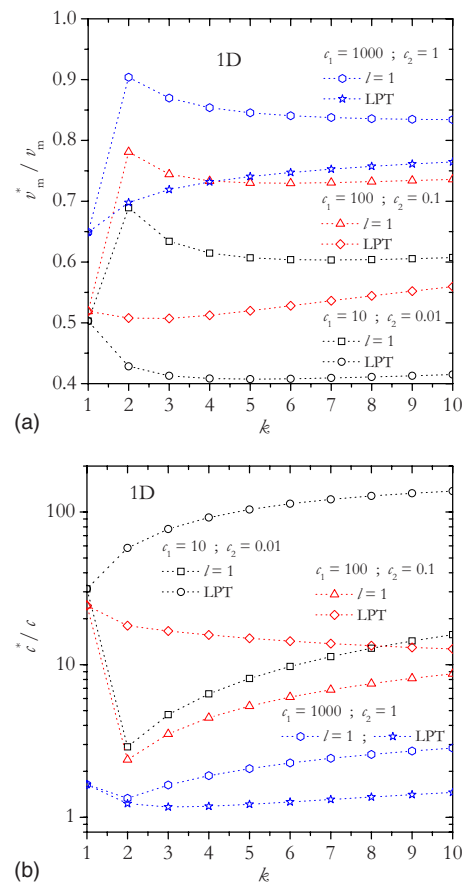 1D
c₁ = 1000 ; c₂ = 1
l = 1
LPT
c₁ = 100 ; c₂ = 0.1
l = 1
LPT
c₁ = 10 ; c₂ = 0.01
l = 1
LPT
1.0
0.9
0.8
0.7
0.6
0.5
0.4
v*ₘ / vₘ
1 2 3 4 5 6 7 8 9 10
k
(a)
1D
c₁ = 10 ; c₂ = 0.01
l = 1
LPT
c₁ = 100 ; c₂ = 0.1
l = 1
LPT
c₁ = 1000 ; c₂ = 1
l = 1 ; LPT
100
10
1
c* / c
1 2 3 4 5 6 7 8 9 10
k
(b)